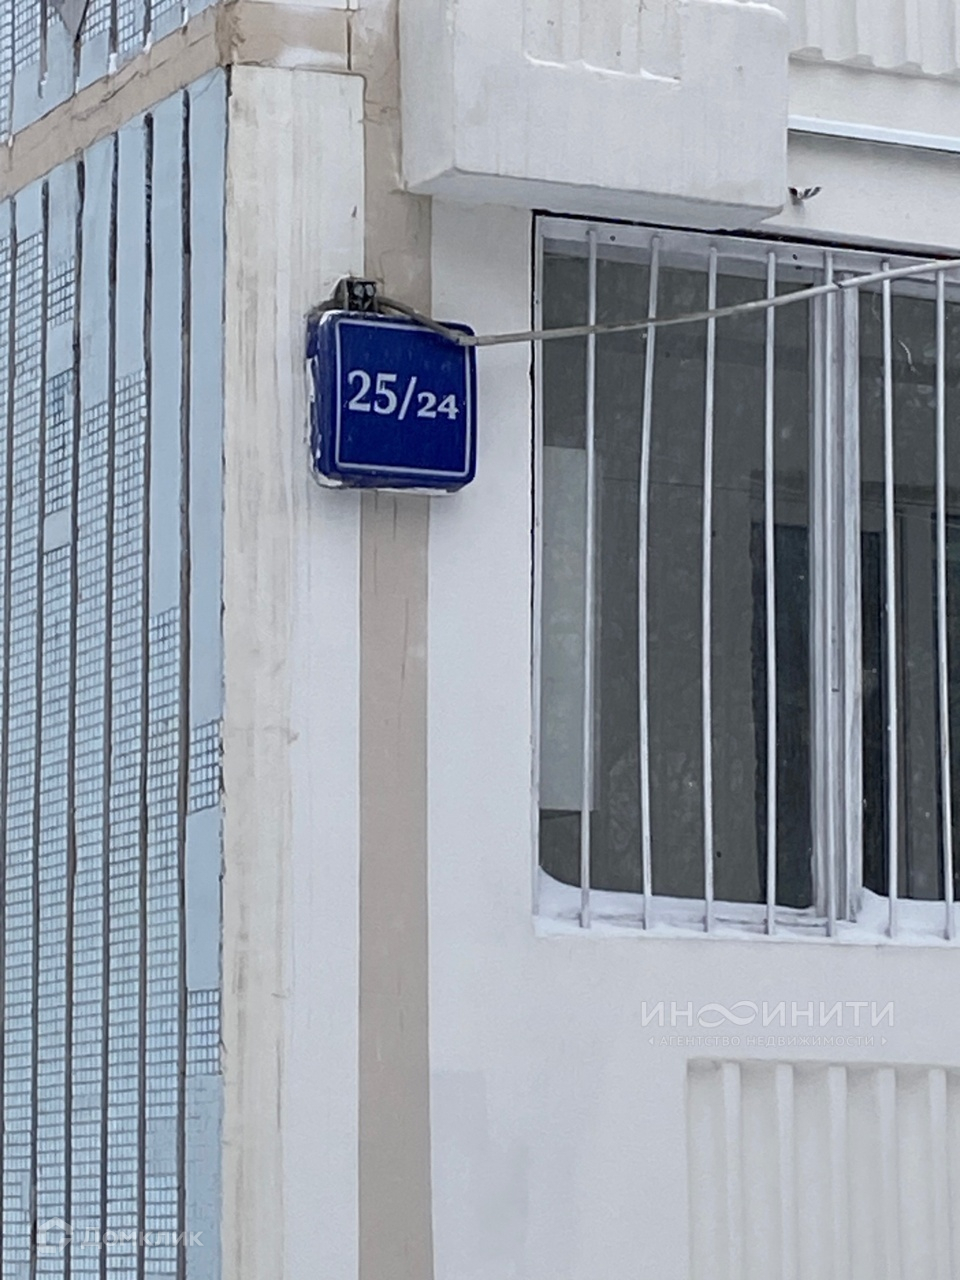 25/24
ИНФИНИТИ
АГЕНТСТВО НЕДВИЖИМОСТИ
ДОМКЛИК